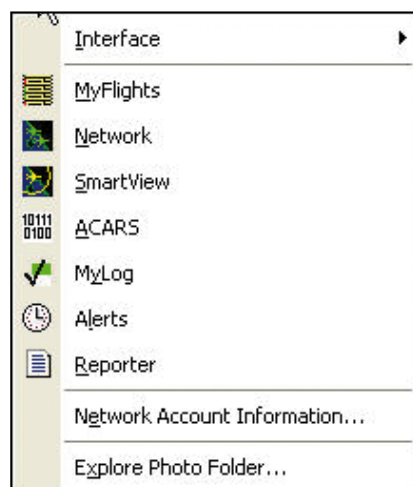 Interface
MyFlights
Network
SmartView
10111
0100
ACARS
MyLog
Alerts
Reporter
Network Account Information...
Explore Photo Folder...